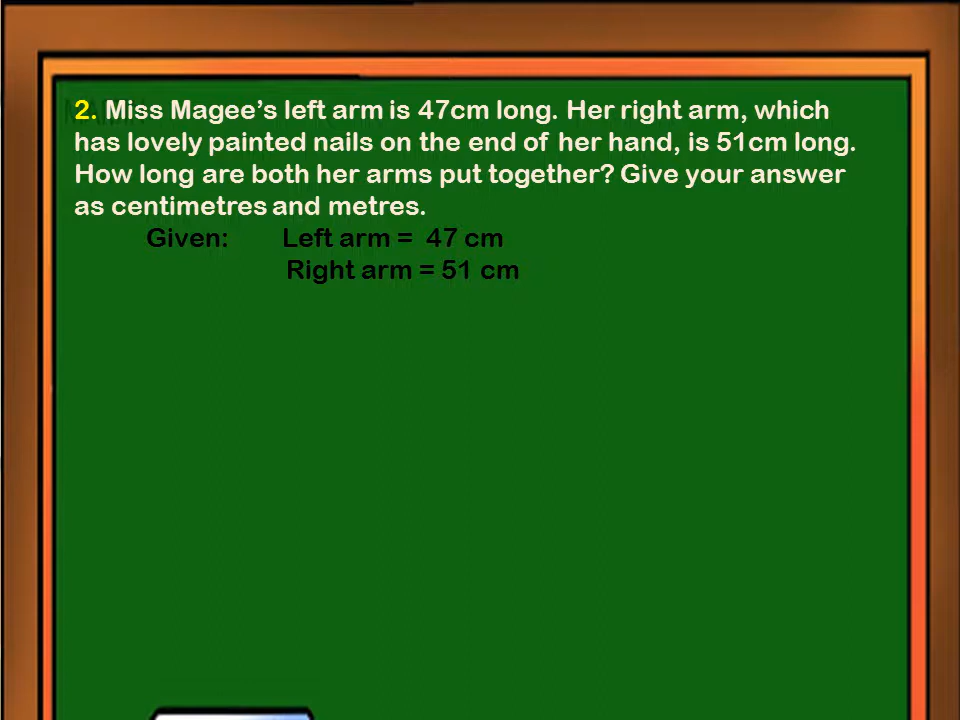 2. Miss Magee's left arm is 47cm long. Her right arm, which
has lovely painted nails on the end of her hand, is 51cm long.
How long are both her arms put together? Give your answer
as centimetres and metres.
Given: Left arm = 47 cm
Right arm = 51 cm